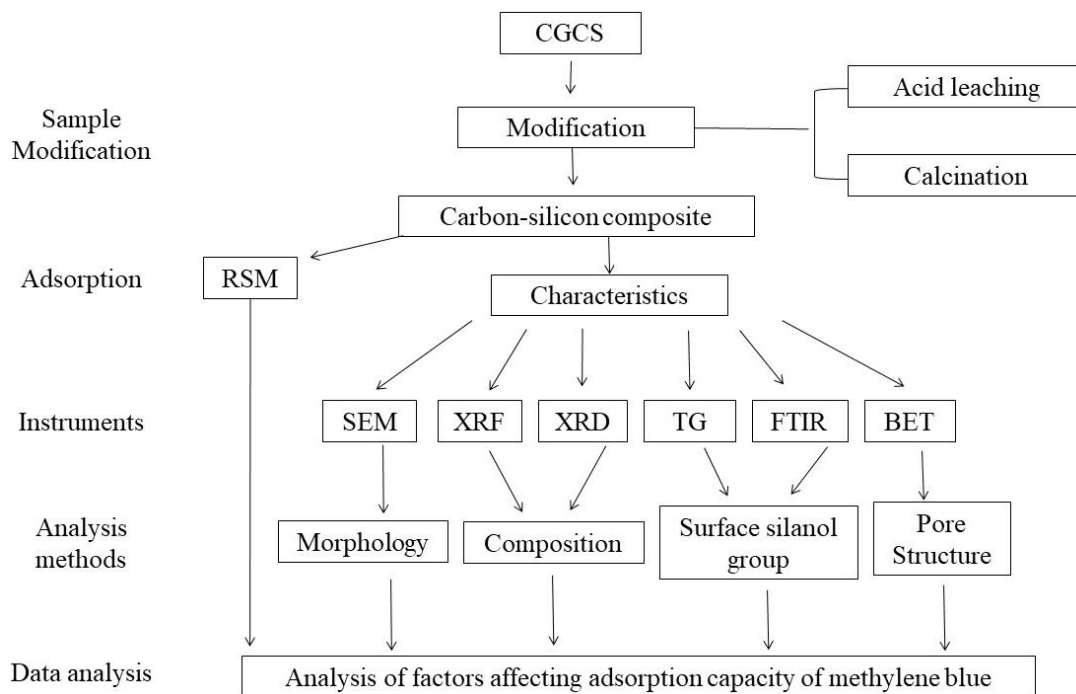 CGCS
Acid leaching
Sample
Modification
Modification
Calcination
Carbon-silicon composite
Adsorption
RSM
Characteristics
Instruments
SEM
XRF
XRD
TG
FTIR
BET
Analysis
methods
Morphology
Composition
Surface silanol
group
Pore
Structure
Data analysis
Analysis of factors affecting adsorption capacity of methylene blue